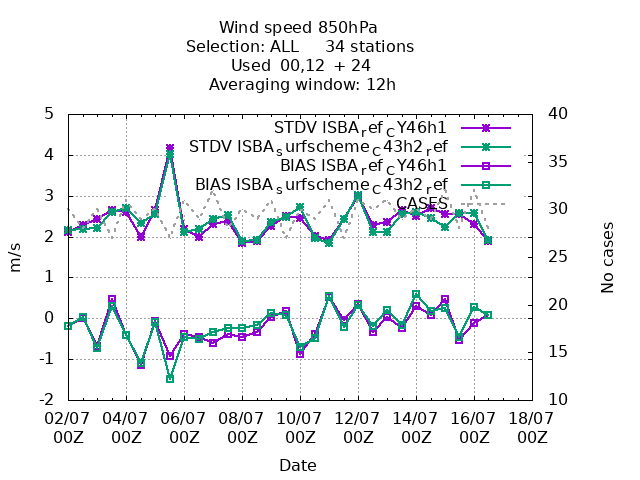 Wind speed 850hPa
Selection: ALL 34 stations
Used 00,12 + 24
Averaging window: 12h
5 40
STDV ISBA_ref_CY46h1
STDV ISBA_surfscheme_C43h2_ref
4 35
BIAS ISBA_ref_CY46h1
BIAS ISBA_surfscheme_C43h2_ref
CASES
3 30
2 25
m/s
No cases
1
0 20
-1 15
-2 10
02/07 04/07 06/07 08/07 10/07 12/07 14/07 16/07 18/07
00Z 00Z 00Z 00Z 00Z 00Z 00Z 00Z 00Z
Date